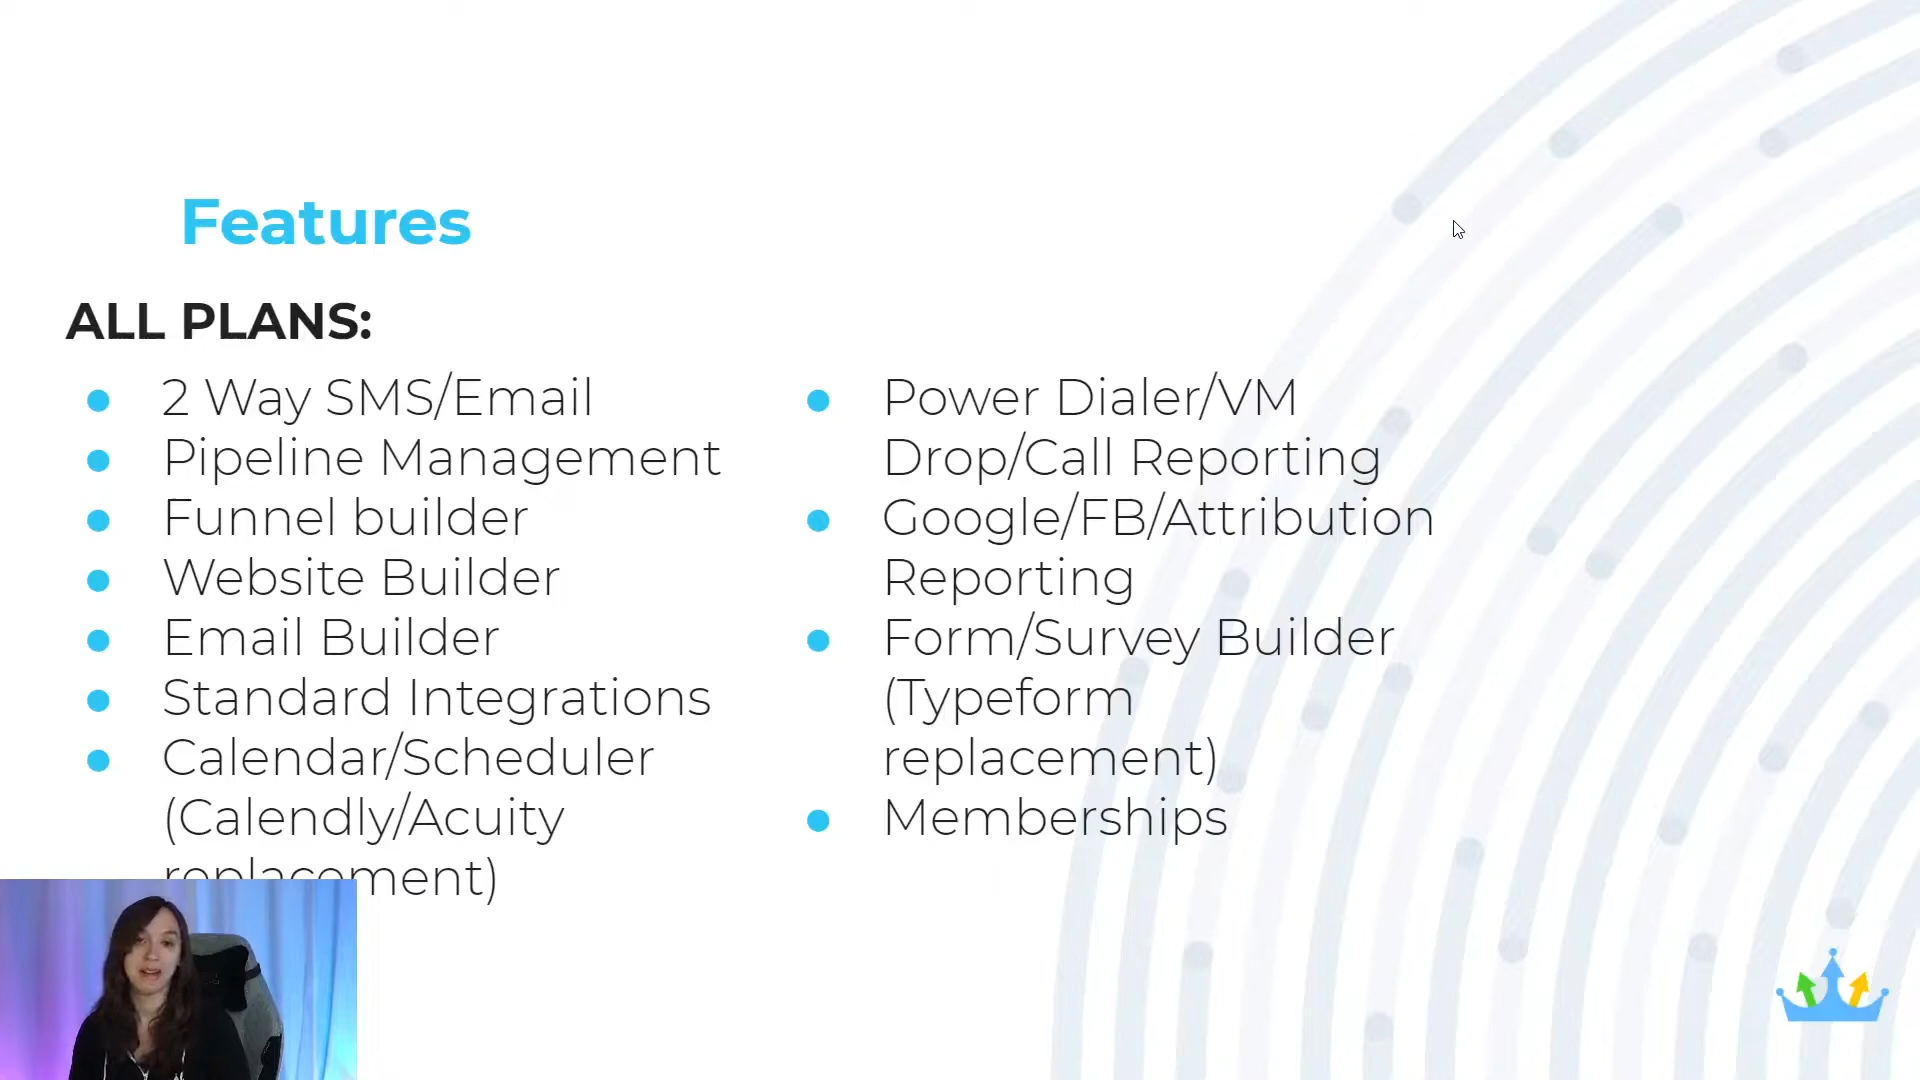 Features
ALL PLANS:
2 Way SMS/Email
Pipeline Management
Funnel builder
Website Builder
Email Builder
Standard Integrations
Calendar/Scheduler
(Calendly/Acuity
replacement)
Power Dialer/VM
Drop/Call Reporting
Google/FB/Attribution
Reporting
Form/Survey Builder
(Typeform
replacement)
Memberships